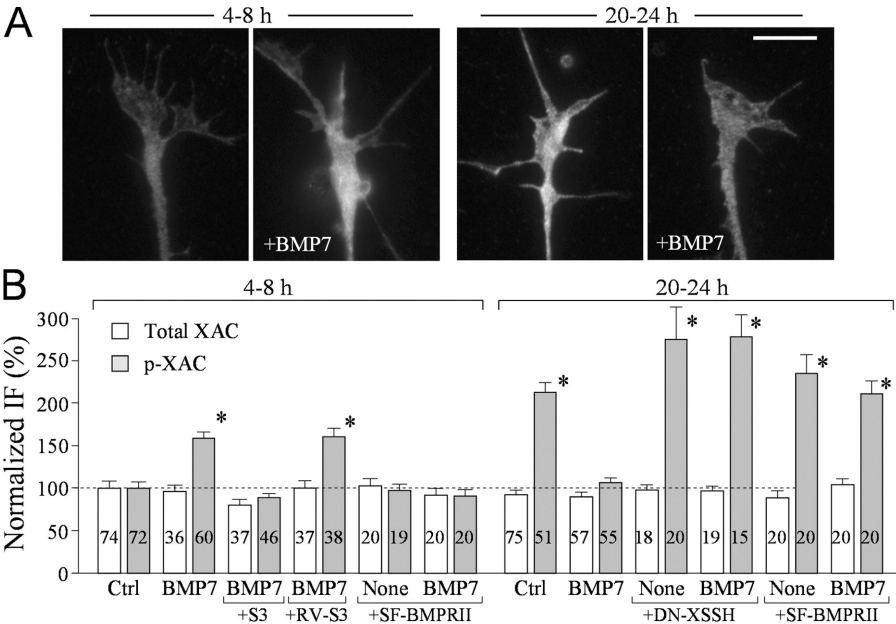 A
4-8 h
20-24 h
+BMP7
+BMP7
B
4-8 h
20-24 h
Normalized IF (%)
300
250
200
150
100
50
0
Total XAC
p-XAC
* * * * * * *
74 72 36 60 37 46 37 38 20 19 20 20 75 51 57 55 18 20 19 15 20 20 20 20
Ctrl BMP7 BMP7 BMP7 None BMP7 Ctrl BMP7 None BMP7 None BMP7
+S3 +RV-S3 +SF-BMPRII +DN-XSSH +SF-BMPRII